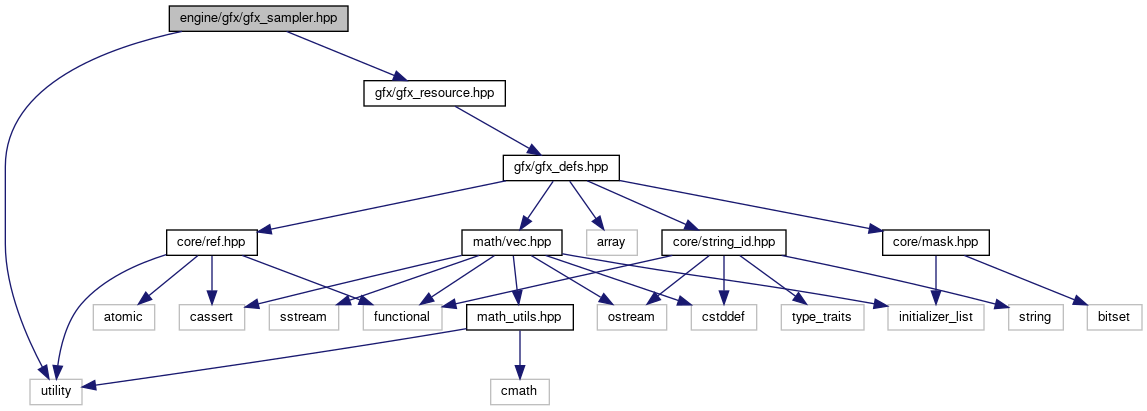 engine/gfx/gfx_sampler.hpp
gfx/gfx_resource.hpp
gfx/gfx_defs.hpp
core/ref.hpp
math/vec.hpp
array
core/string_id.hpp
core/mask.hpp
atomic
cassert
sstream
functional
math_utils.hpp
ostream
cstddef
type_traits
initializer_list
string
bitset
utility
cmath